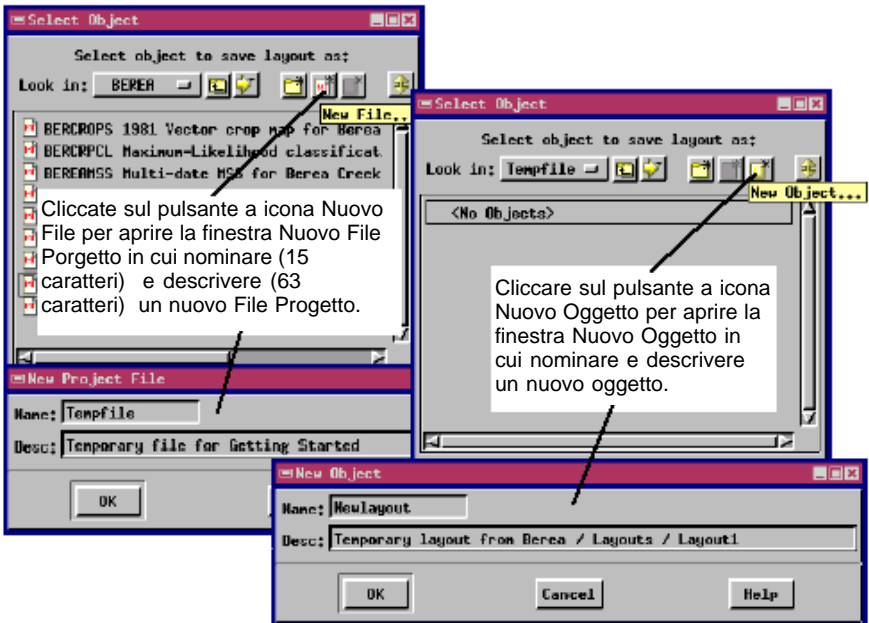 Select Object
Select object to save layout as:
Look in: BEREA
New File..
BERCROPS 1981 Vector crop map for Berea
BERCRPCL Maximum-Likelihood classificat
BEREAMSS Multi-date MSS for Berea Creek
Cliccate sul pulsante a icona Nuovo
File per aprire la finestra Nuovo File
Porgetto in cui nominare (15
caratteri) e descrivere (63
caratteri) un nuovo File Progetto.
Select Object
Select object to save layout as:
Look in: Tempfile
New Object...
<No Objects>
Cliccare sul pulsante a icona
Nuovo Oggetto per aprire la
finestra Nuovo Oggetto in
cui nominare e descrivere
un nuovo oggetto.
New Project File
Name: Tempfile
Desc: Temporary file for Getting Started
OK
New Object
Name: Newlayout
Desc: Temporary layout from Berea / Layouts / Layout1
OK
Cancel
Help